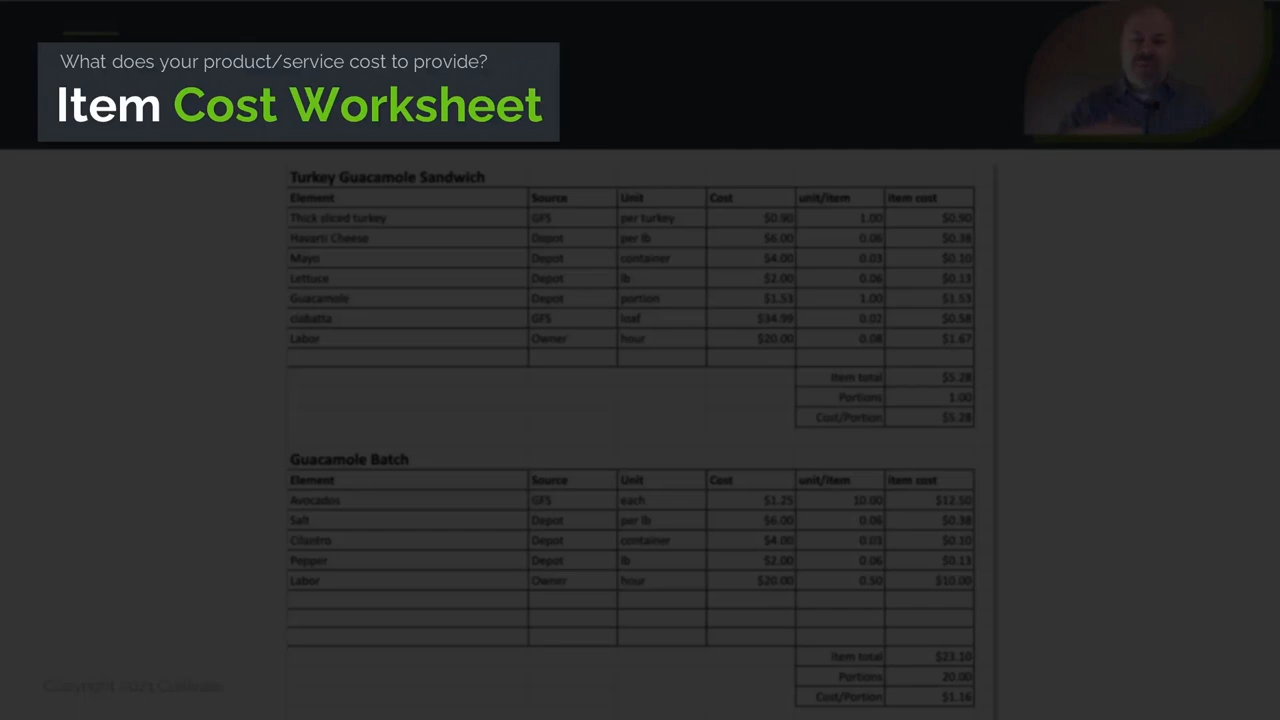 What does your product/service cost to provide?
Item Cost Worksheet
Turkey Guacamole Sandwich
Element Source Unit Cost unit/item item cost
Thick sliced turkey GFS per turkey $0.90 1.00 $0.90
Havarti Cheese Depot per lb $6.00 0.06 $0.38
Mayo Depot container $4.00 0.03 $0.10
Lettuce Depot lb $2.00 0.06 $0.13
Guacamole Depot portion $1.53 1.00 $1.53
ciabatta GFS loaf $34.99 0.02 $0.58
Labor Owner hour $20.00 0.08 $1.67
Item total $5.28
Portions 1.00
Cost/Portion $5.28
Guacamole Batch
Element Source Unit Cost unit/item item cost
Avocados GFS each $1.25 10.00 $12.50
Salt Depot per lb $6.00 0.06 $0.38
Cilantro Depot container $4.00 0.03 $0.10
Pepper Depot lb $2.00 0.06 $0.13
Labor Owner hour $20.00 0.50 $10.00
Item total $23.10
Portions 20.00
Cost/Portion $1.16
Copyright